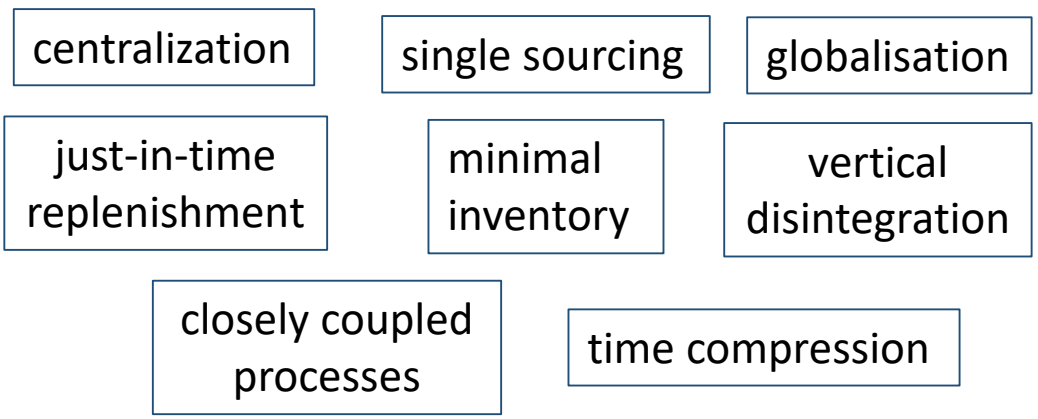 centralization
single sourcing
globalisation
just-in-time
replenishment
minimal
inventory
vertical
disintegration
closely coupled
processes
time compression